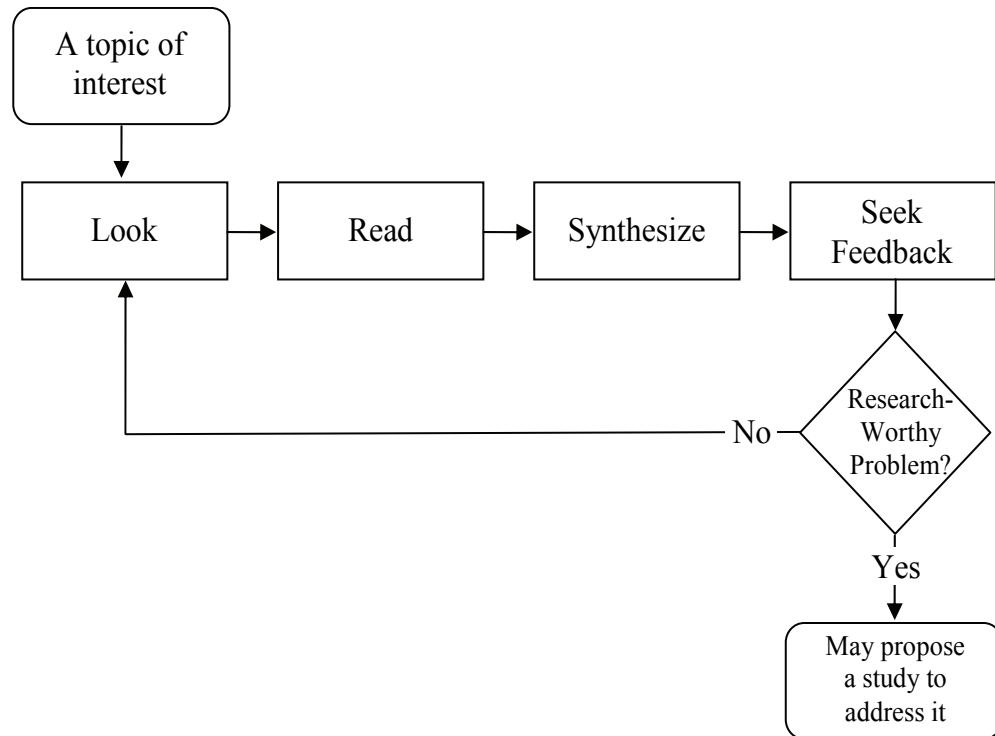 A topic of
interest
Look
Read
Synthesize
Seek
Feedback
Research-
Worthy
Problem?
No
Yes
May propose
a study to
address it